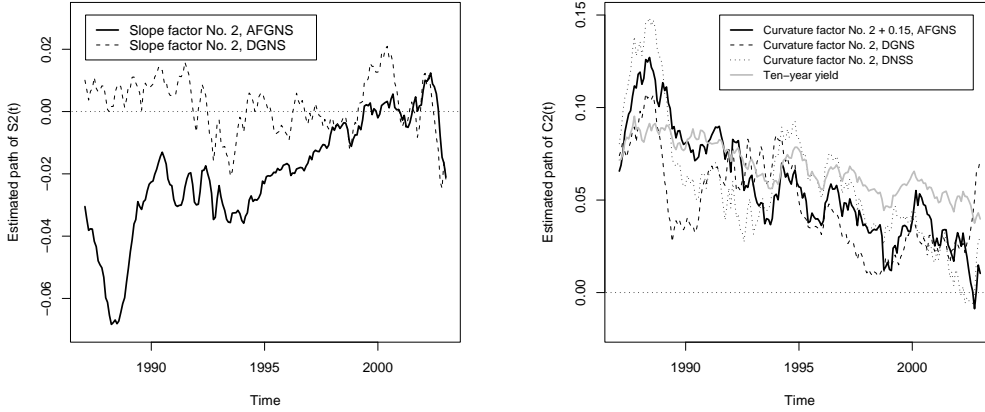 Estimated path of S2(t)
0.02
0.00
−0.02
−0.04
−0.06
Slope factor No. 2, AFGNS
Slope factor No. 2, DGNS
1990
1995
2000
Time
Estimated path of C2(t)
0.15
0.10
0.05
0.00
Curvature factor No. 2 + 0.15, AFGNS
Curvature factor No. 2, DGNS
Curvature factor No. 2, DNSS
Ten−year yield
1990
1995
2000
Time